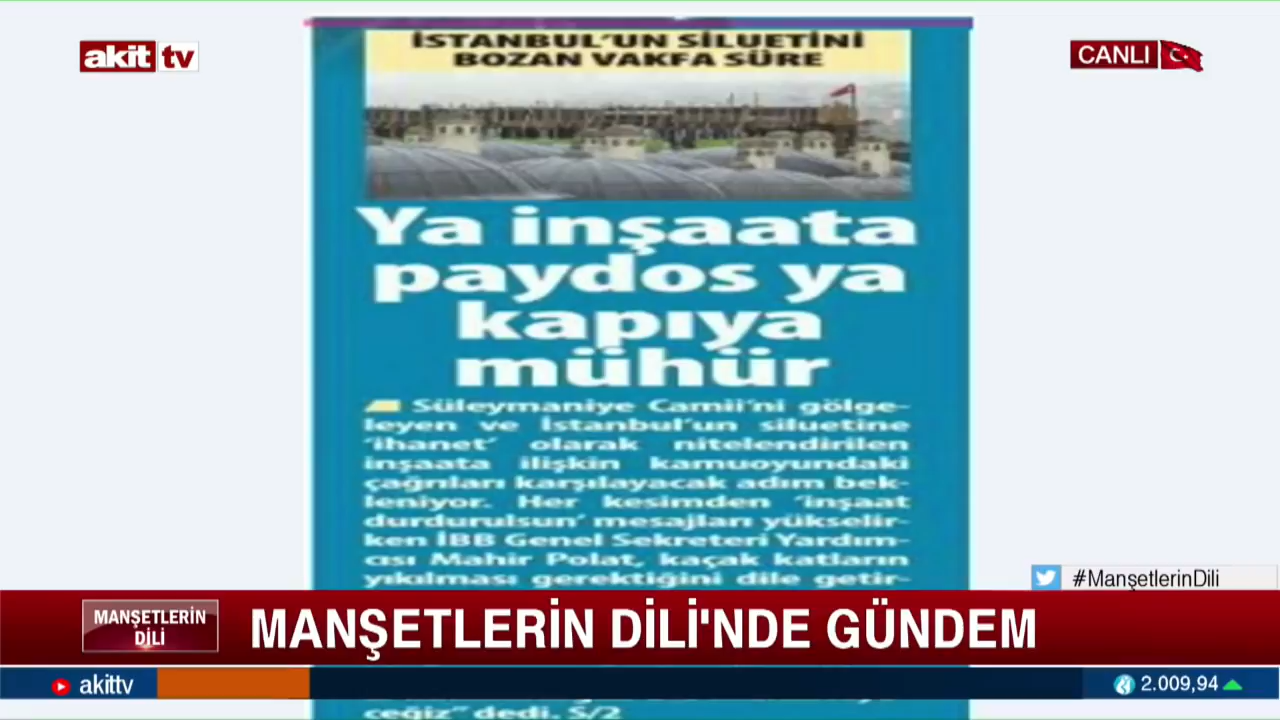 akit tv
CANLI
İSTANBUL'UN SİLUETİNİ
BOZAN VAKFA SÜRE
Ya inşaata
paydos ya
kapıya
mühür
Süleymaniye Camii'ni gölge-
leyen ve İstanbul'un siluetine
'ihanet' olarak nitelendirilen
inşaata ilişkin kamuoyundaki
çağrıları karşılayacak adım bek-
leniyor. Her kesimden 'inşaat
durdurulsun' mesajları yükselir-
ken İBB Genel Sekreteri Yardım-
cısı Mahir Polat, kaçak katların
yıkılması gerektiğini dile getir-
#ManşetlerinDili
MANŞETLERİN
DİLİ
MANŞETLERİN DİLİ'NDE GÜNDEM
akittv
2.009,94
ceğiz" dedi. S/2